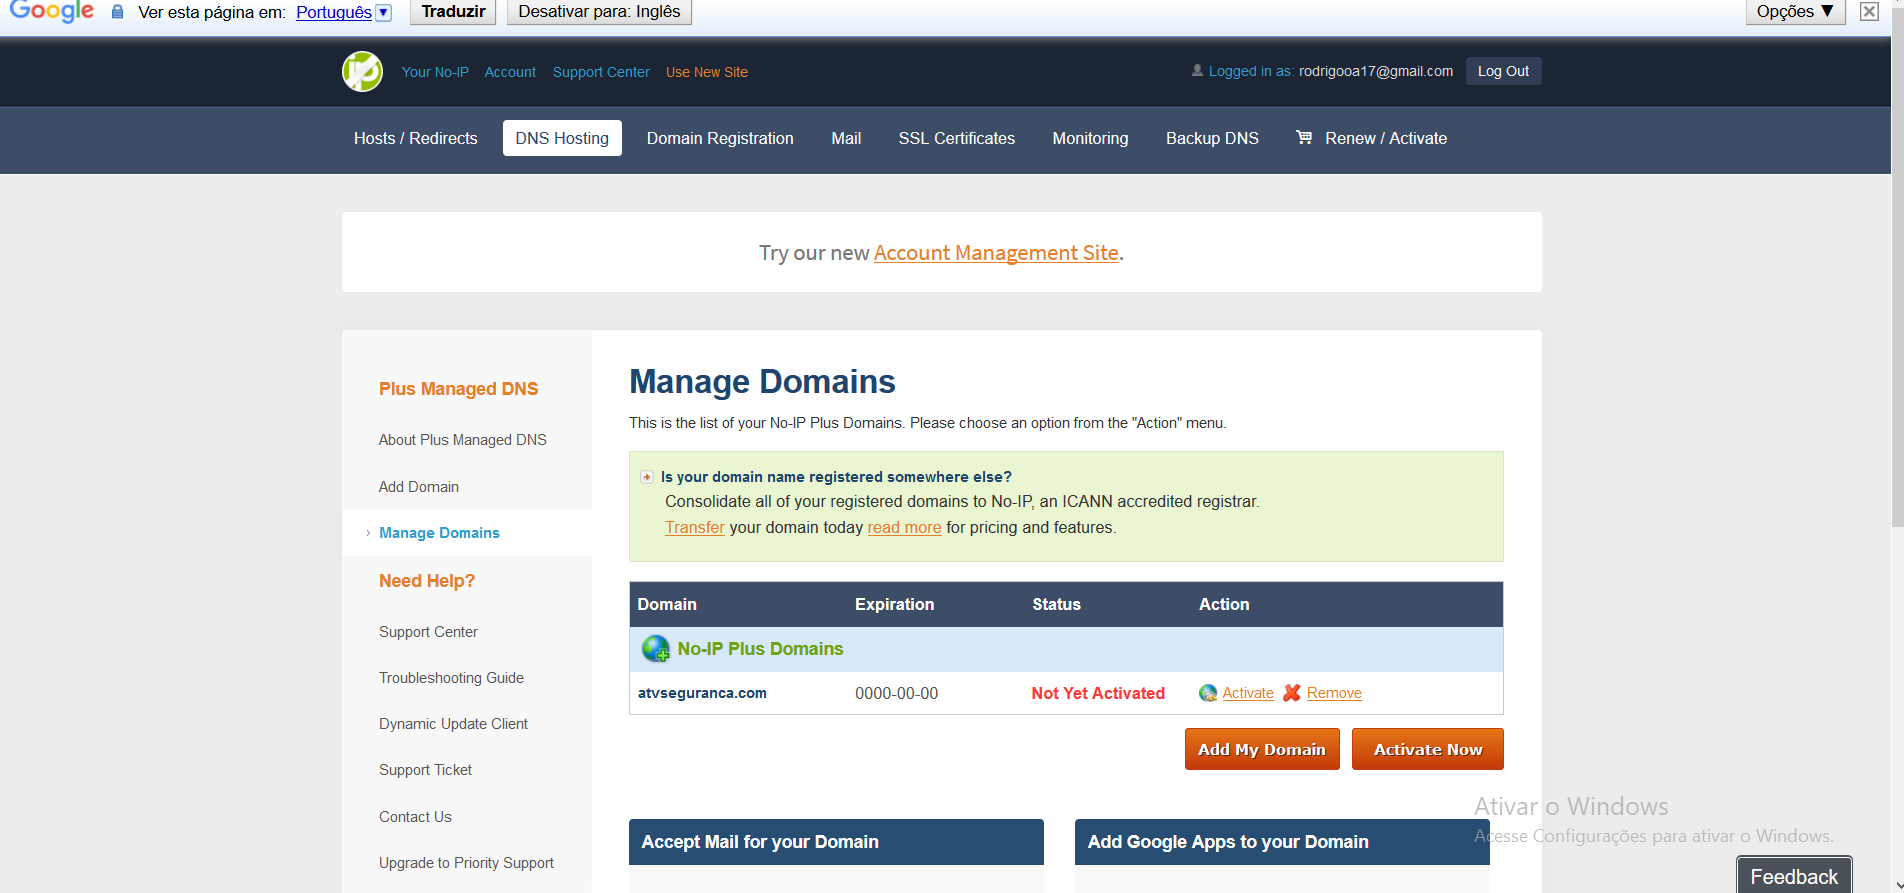 Google Ver esta página em: Português Traduzir Desativar para: Inglês Opções ▼
Your No-IP Account Support Center Use New Site Logged in as: rodrigooa17@gmail.com Log Out
Hosts / Redirects DNS Hosting Domain Registration Mail SSL Certificates Monitoring Backup DNS Renew / Activate
Try our new Account Management Site.
Plus Managed DNS
About Plus Managed DNS
Add Domain
Manage Domains
Need Help?
Support Center
Troubleshooting Guide
Dynamic Update Client
Support Ticket
Contact Us
Upgrade to Priority Support
Manage Domains
This is the list of your No-IP Plus Domains. Please choose an option from the "Action" menu.
Is your domain name registered somewhere else?
Consolidate all of your registered domains to No-IP, an ICANN accredited registrar.
Transfer your domain today read more for pricing and features.
Domain Expiration Status Action
No-IP Plus Domains
atvseguranca.com 0000-00-00 Not Yet Activated Activate Remove
Add My Domain Activate Now
Accept Mail for your Domain Add Google Apps to your Domain
Ativar o Windows
Acesse Configurações para ativar o Windows.
Feedback